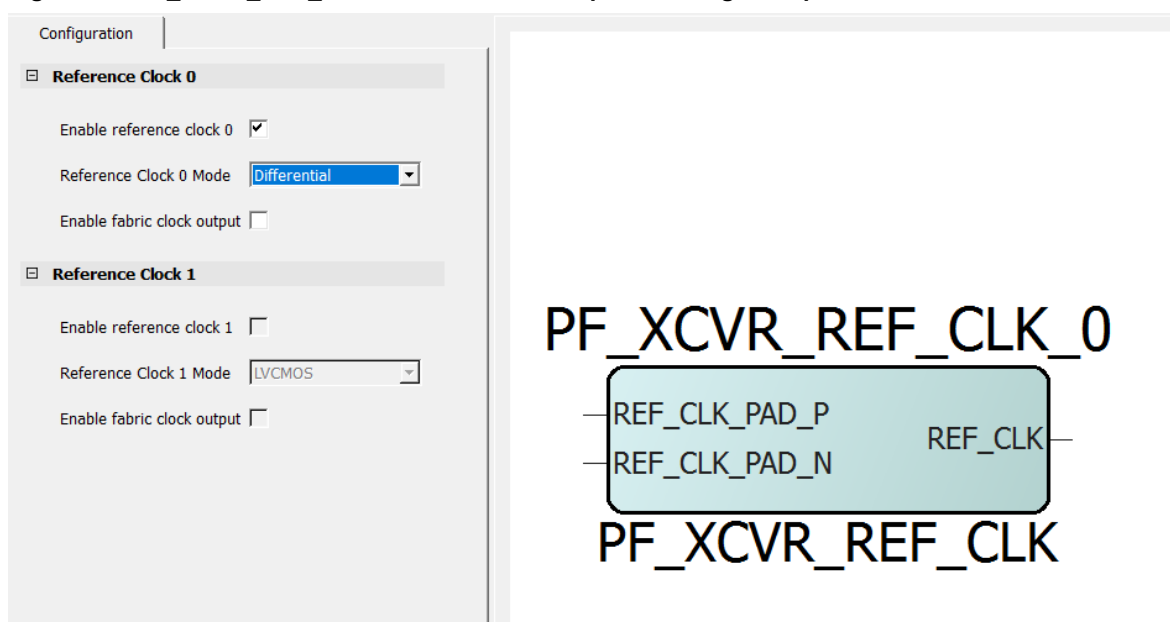 Configuration
Reference Clock 0
Enable reference clock 0
Reference Clock 0 Mode Differential
Enable fabric clock output
Reference Clock 1
Enable reference clock 1
Reference Clock 1 Mode LVCMOS
Enable fabric clock output
PF_XCVR_REF_CLK_0
REF_CLK_PAD_P
REF_CLK
REF_CLK_PAD_N
PF_XCVR_REF_CLK